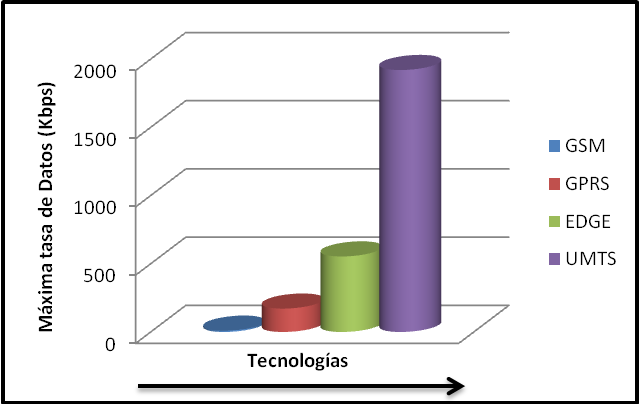 Máxima tasa de Datos (Kbps)
2000
1500
1000
500
0
Tecnologías
GSM
GPRS
EDGE
UMTS